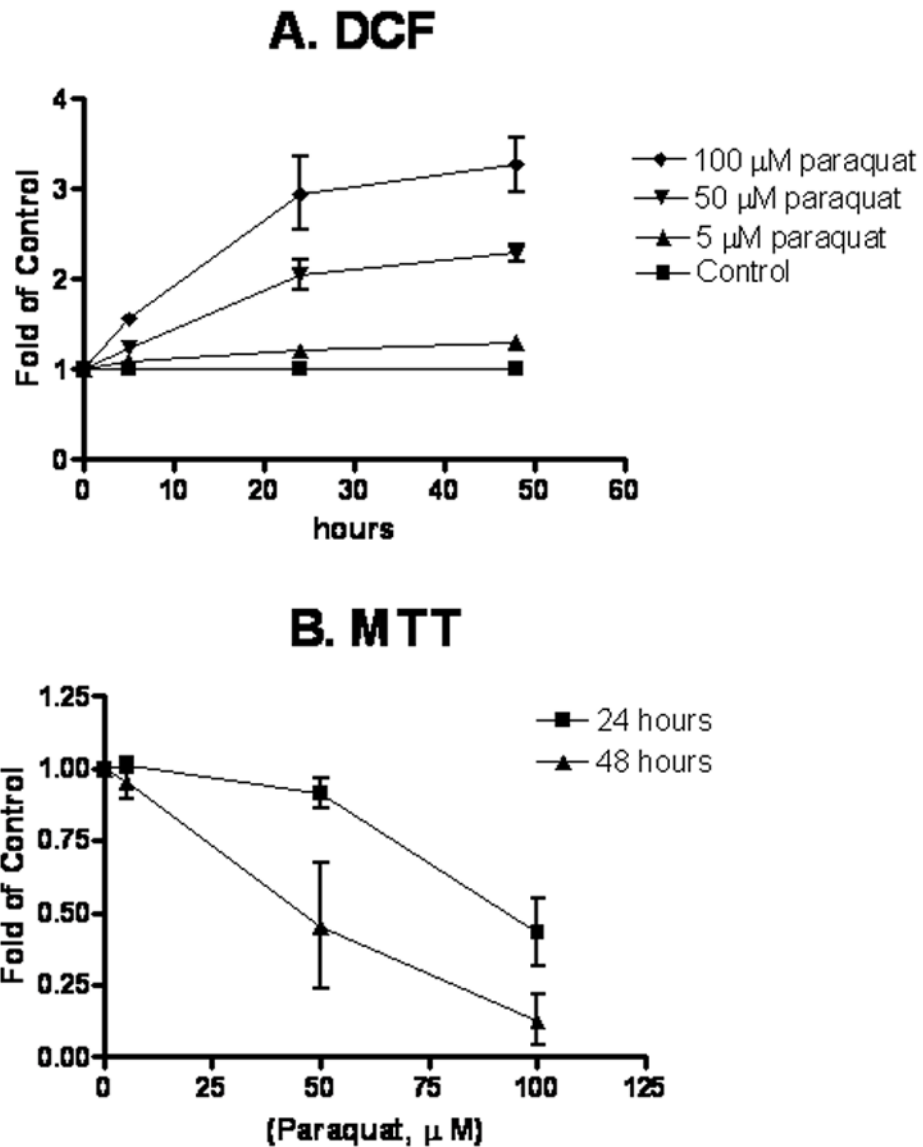 A. DCF
4
3
2
1
0
Fold of Control
0 10 20 30 40 50 60
hours
100 μM paraquat
50 μM paraquat
5 μM paraquat
Control
B. MTT
1.25
1.00
0.75
0.50
0.25
0.00
Fold of Control
0 25 50 75 100 125
(Paraquat, μ M)
24 hours
48 hours